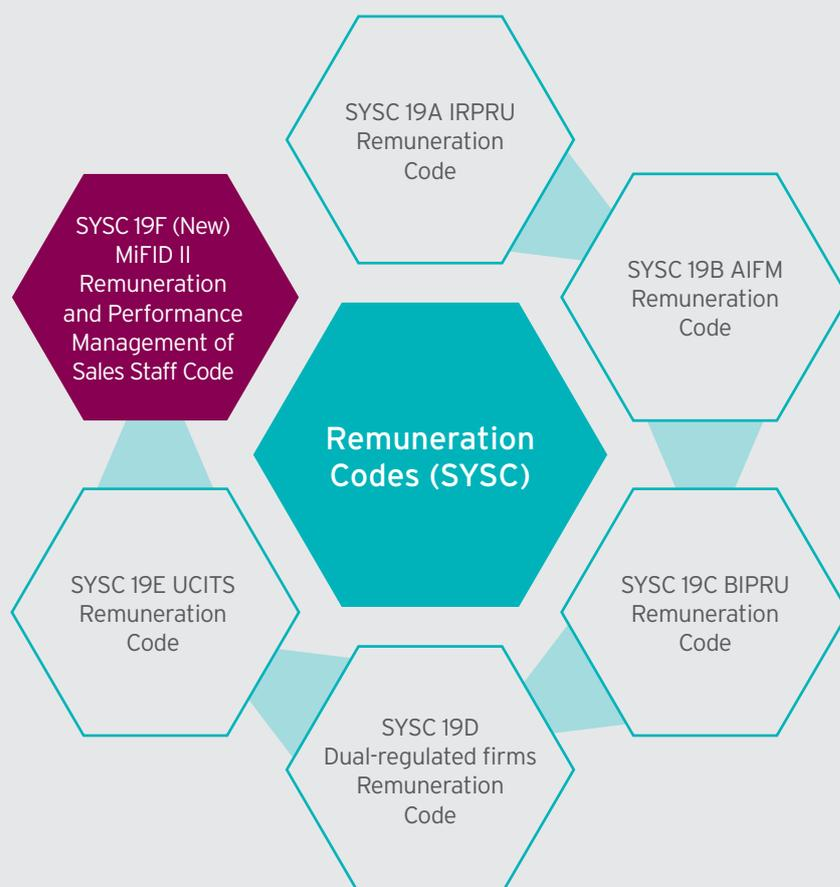 SYSC 19A IRPRU
Remuneration
Code
SYSC 19F (New)
MiFID II
Remuneration
and Performance
Management of
Sales Staff Code
SYSC 19B AIFM
Remuneration
Code
Remuneration
Codes (SYSC)
SYSC 19E UCITS
Remuneration
Code
SYSC 19C BIPRU
Remuneration
Code
SYSC 19D
Dual-regulated firms
Remuneration
Code